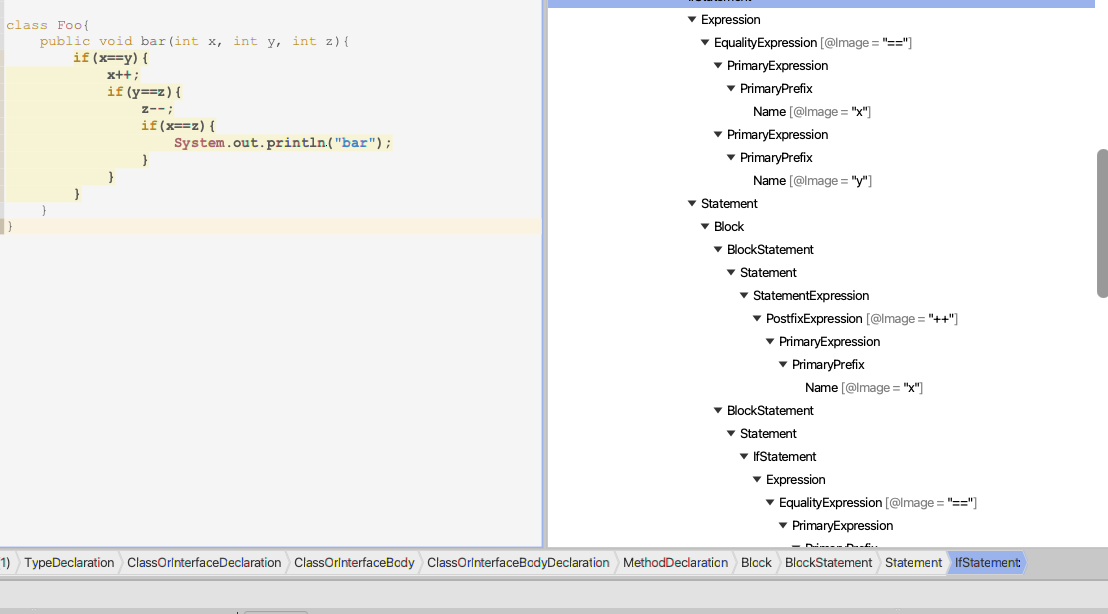 class Foo{
public void bar(int x, int y, int z){
if(x==y){
x++;
if(y==z){
z--;
if(x==z){
System.out.println("bar");
}
}
}
}
}
IfStatement
Expression
EqualityExpression [@Image = "=="]
PrimaryExpression
PrimaryPrefix
Name [@Image = "x"]
PrimaryExpression
PrimaryPrefix
Name [@Image = "y"]
Statement
Block
BlockStatement
Statement
StatementExpression
PostfixExpression [@Image = "++"]
PrimaryExpression
PrimaryPrefix
Name [@Image = "x"]
BlockStatement
Statement
IfStatement
Expression
EqualityExpression [@Image = "=="]
PrimaryExpression
PrimaryPrefix
1) TypeDeclaration ClassOrInterfaceDeclaration ClassOrInterfaceBody ClassOrInterfaceBodyDeclaration MethodDeclaration Block BlockStatement Statement IfStatement: